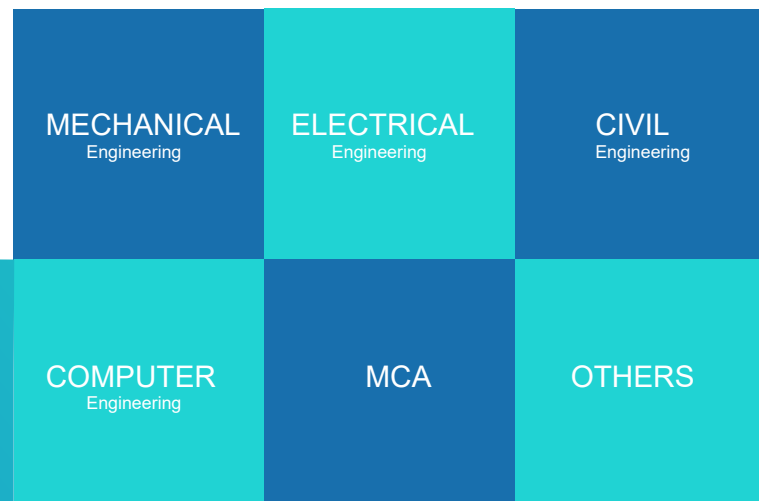 MECHANICAL
Engineering
ELECTRICAL
Engineering
CIVIL
Engineering
COMPUTER
Engineering
MCA
OTHERS